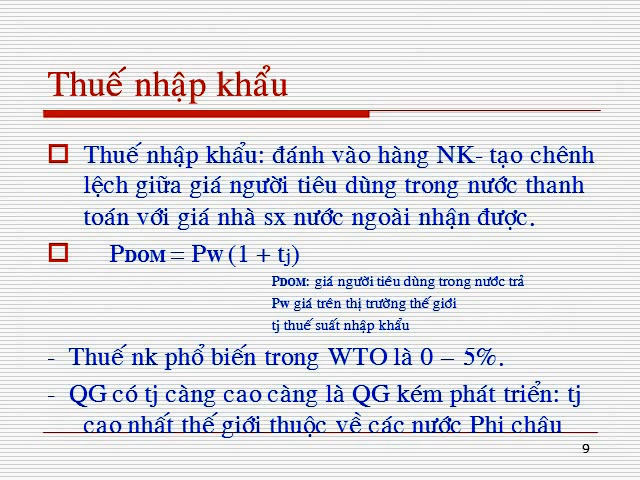 Thuế nhập khẩu
Thuế nhập khẩu: đánh vào hàng NK- tạo chênh
lệch giữa giá người tiêu dùng trong nước thanh
toán với giá nhà sx nước ngoài nhận được.
PDOM = PW (1 + tj)
PDOM: giá người tiêu dùng trong nước trả
PW giá trên thị trường thế giới
tj thuế suất nhập khẩu
- Thuế nk phổ biến trong WTO là 0 – 5%.
- QG có tj càng cao càng là QG kém phát triển: tj
cao nhất thế giới thuộc về các nước Phi châu
9